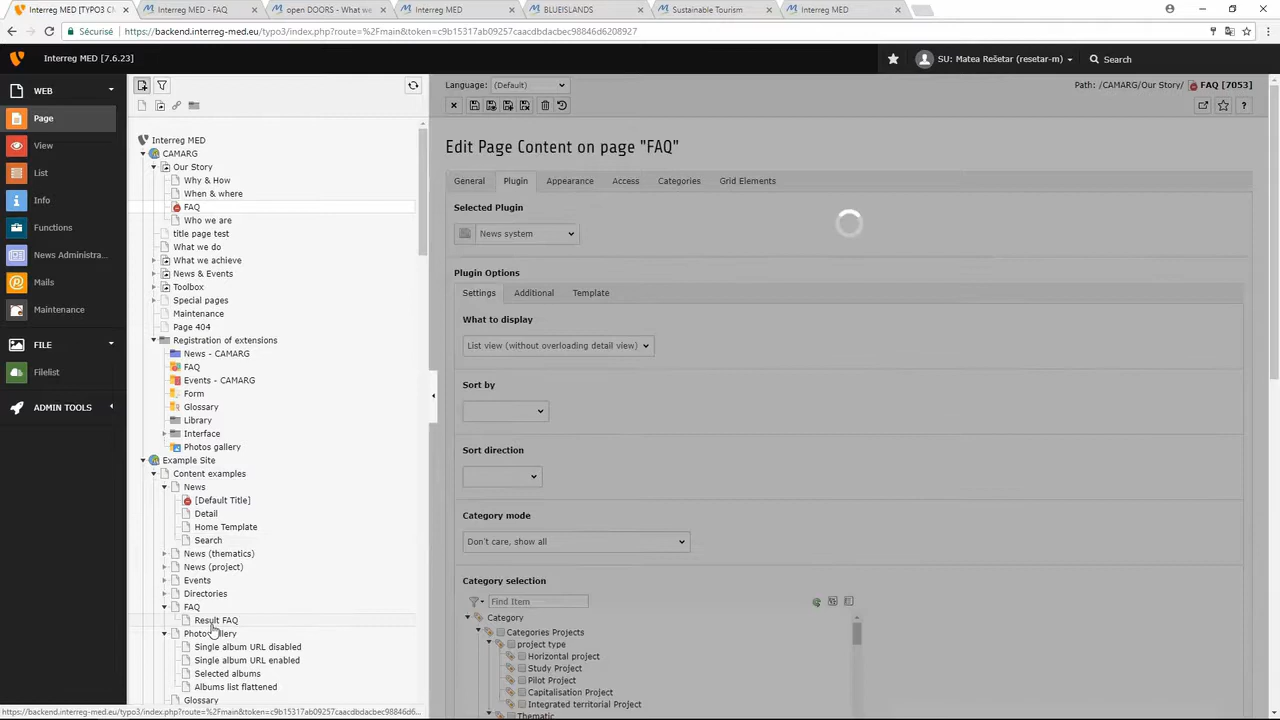 Interreg MED [TYPO3 CM
Interreg MED - FAQ
open DOORS - What we
Interreg MED
BLUEISLANDS
Sustainable Tourism
Interreg MED
Sécurisé
https://backend.interreg-med.eu/typo3/index.php?route=%2Fmain&token=c9b15317ab09257caacdbdacbec98846d6208927
Interreg MED [7.6.23]
SU: Matea Rešetar (resetar-m)
Search
WEB
Page
View
List
Info
Functions
News Administra...
Mails
Maintenance
FILE
Filelist
ADMIN TOOLS
Interreg MED
CAMARG
Our Story
Why & How
When & where
FAQ
Who we are
title page test
What we do
What we achieve
News & Events
Toolbox
Special pages
Maintenance
Page 404
Registration of extensions
News - CAMARG
FAQ
Events - CAMARG
Form
Glossary
Library
Interface
Photos gallery
Example Site
Content examples
News
[Default Title]
Detail
Home Template
Search
News (thematics)
News (project)
Events
Directories
FAQ
Result FAQ
Photo gallery
Single album URL disabled
Single album URL enabled
Selected albums
Albums list flattened
Glossary
https://backend.interreg-med.eu/typo3/index.php?route=%2Fmain&token=c9b15317ab09257caacdbdacbec98846d6...
Language: (Default)
Path: /CAMARG/Our Story/ FAQ [7053]
Edit Page Content on page "FAQ"
General
Plugin
Appearance
Access
Categories
Grid Elements
Selected Plugin
News system
Plugin Options
Settings
Additional
Template
What to display
List view (without overloading detail view)
Sort by
Sort direction
Category mode
Don't care, show all
Category selection
Find Item
Category
Categories Projects
project type
Horizontal project
Study Project
Pilot Project
Capitalisation Project
Integrated territorial Project
Thematic